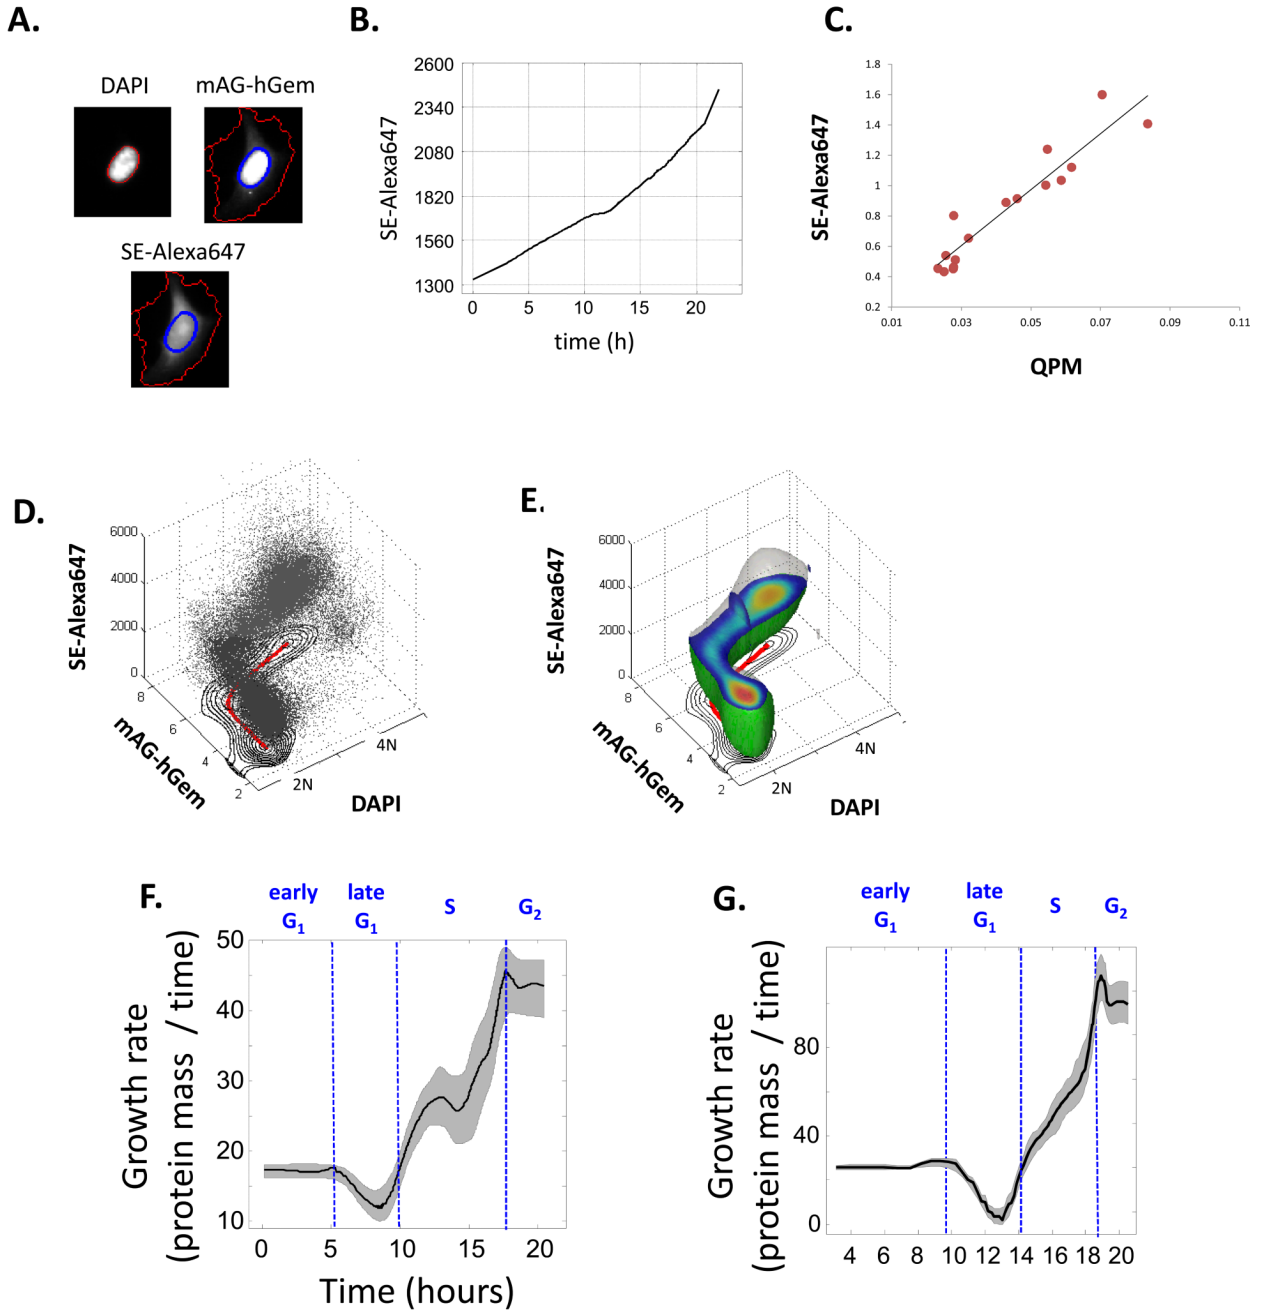 A.
DAPI
mAG-hGem
SE-Alexa647
B.
SE-Alexa647
2600
2340
2080
1820
1560
1300
0 5 10 15 20
time (h)
C.
SE-Alexa647
1.8
1.6
1.4
1.2
1
0.8
0.6
0.4
0.2
0.01 0.03 0.05 0.07 0.09 0.11
QPM
D.
SE-Alexa647
6000
4000
2000
0
8
6
4
2
mAG-hGem
2N
4N
DAPI
E.
SE-Alexa647
6000
4000
2000
0
8
6
4
2
mAG-hGem
2N
4N
DAPI
F.
early G1
late G1
S
G2
Growth rate
(protein mass / time)
50
40
30
20
10
0 5 10 15 20
Time (hours)
G.
early G1
late G1
S
G2
Growth rate
(protein mass / time)
80
40
0
4 6 8 10 12 14 16 18 20